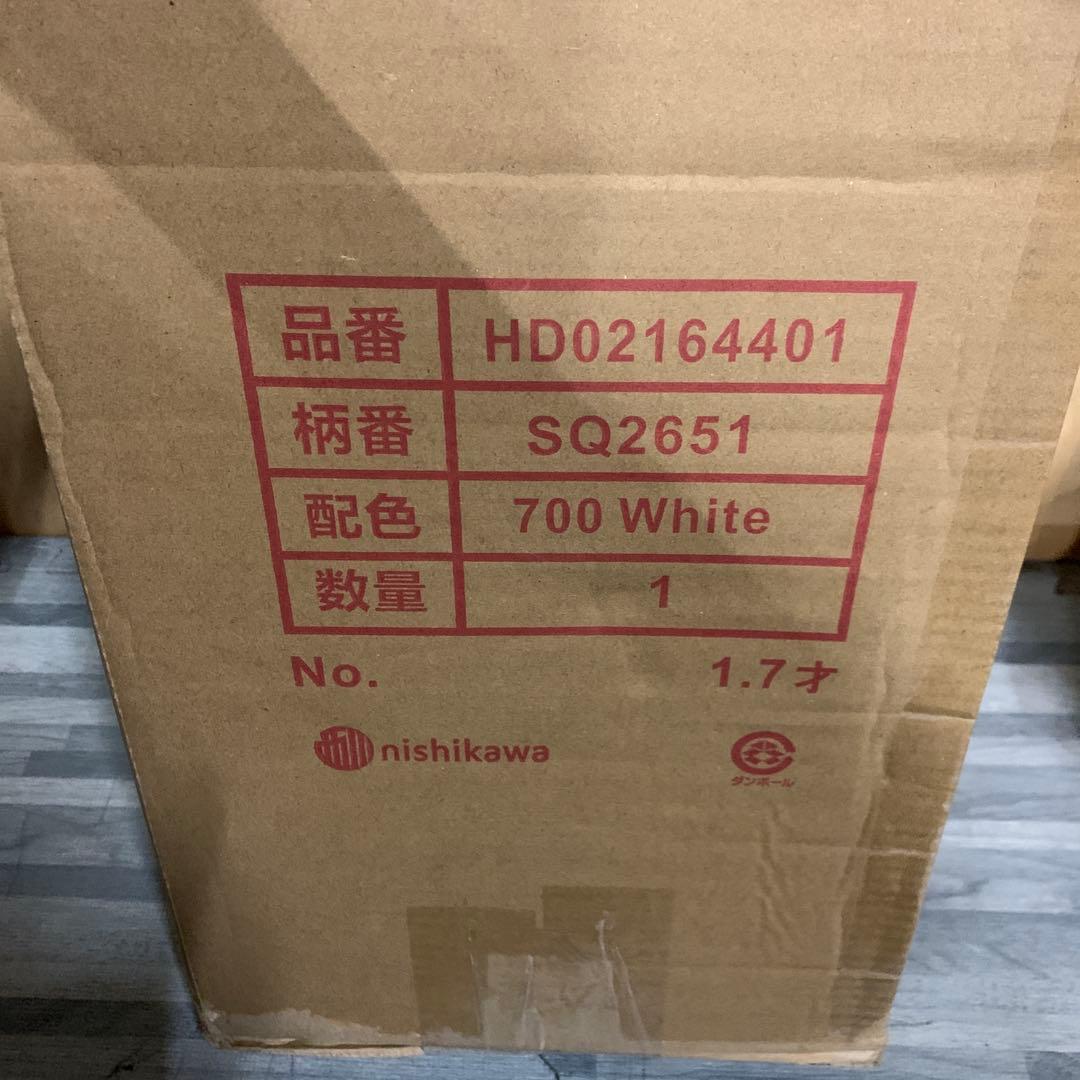 品番 HD02164401
柄番 SQ2651
配色 700 White
数量 1
No. 1.7才
nishikawa
ダンボール